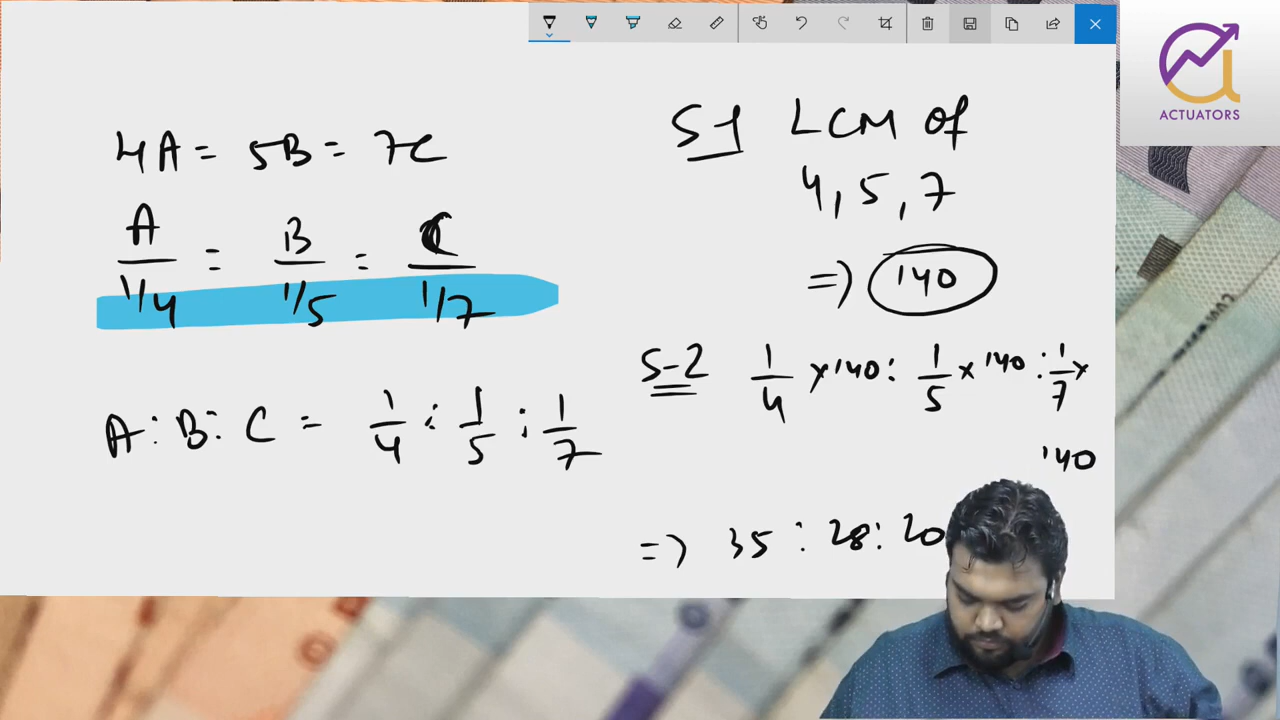 4A = 5B = 7C
A/1/4 = B/1/5 = C/1/7
A : B : C = 1/4 : 1/5 : 1/7
S-1 LCM of
4, 5, 7
=> 140
S-2 1/4 x 140 : 1/5 x 140 : 1/7 x
140
=> 35 : 28 : 20
ACTUATORS